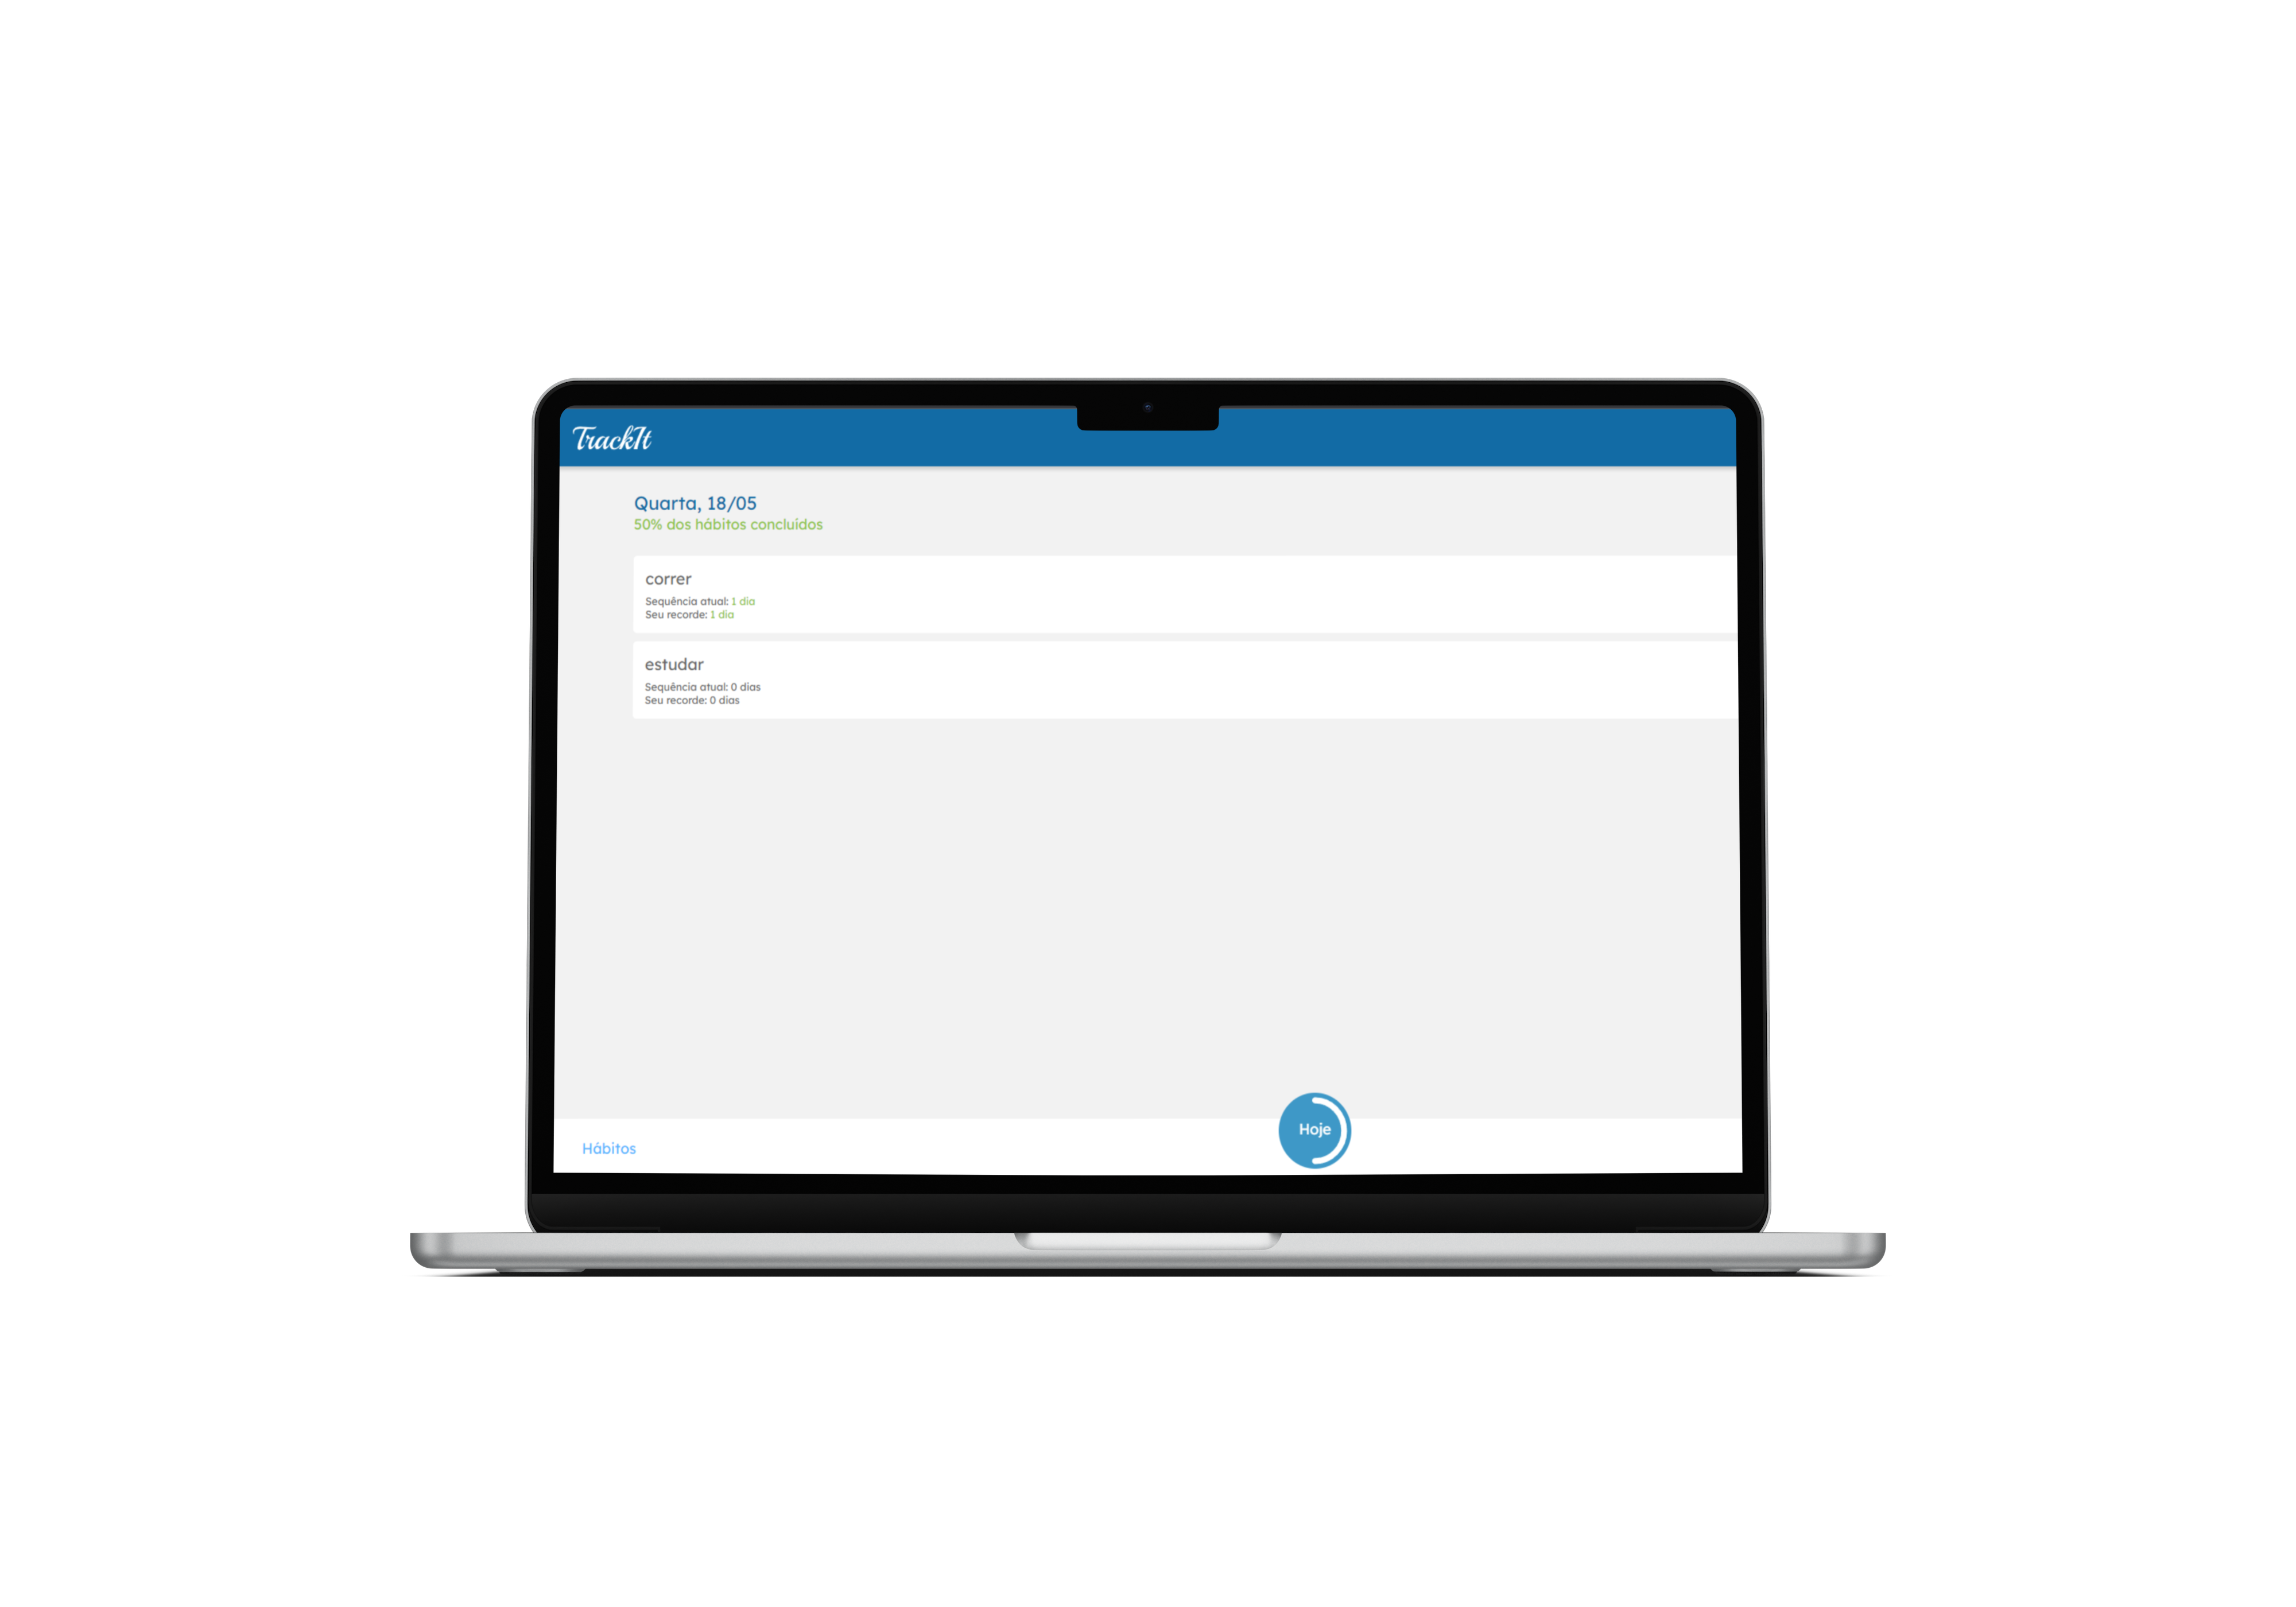 TrackIt
Quarta, 18/05
50% dos hábitos concluídos
correr
Sequência atual: 1 dia
Seu recorde: 1 dia
estudar
Sequência atual: 0 dias
Seu recorde: 0 dias
Hábitos
Hoje